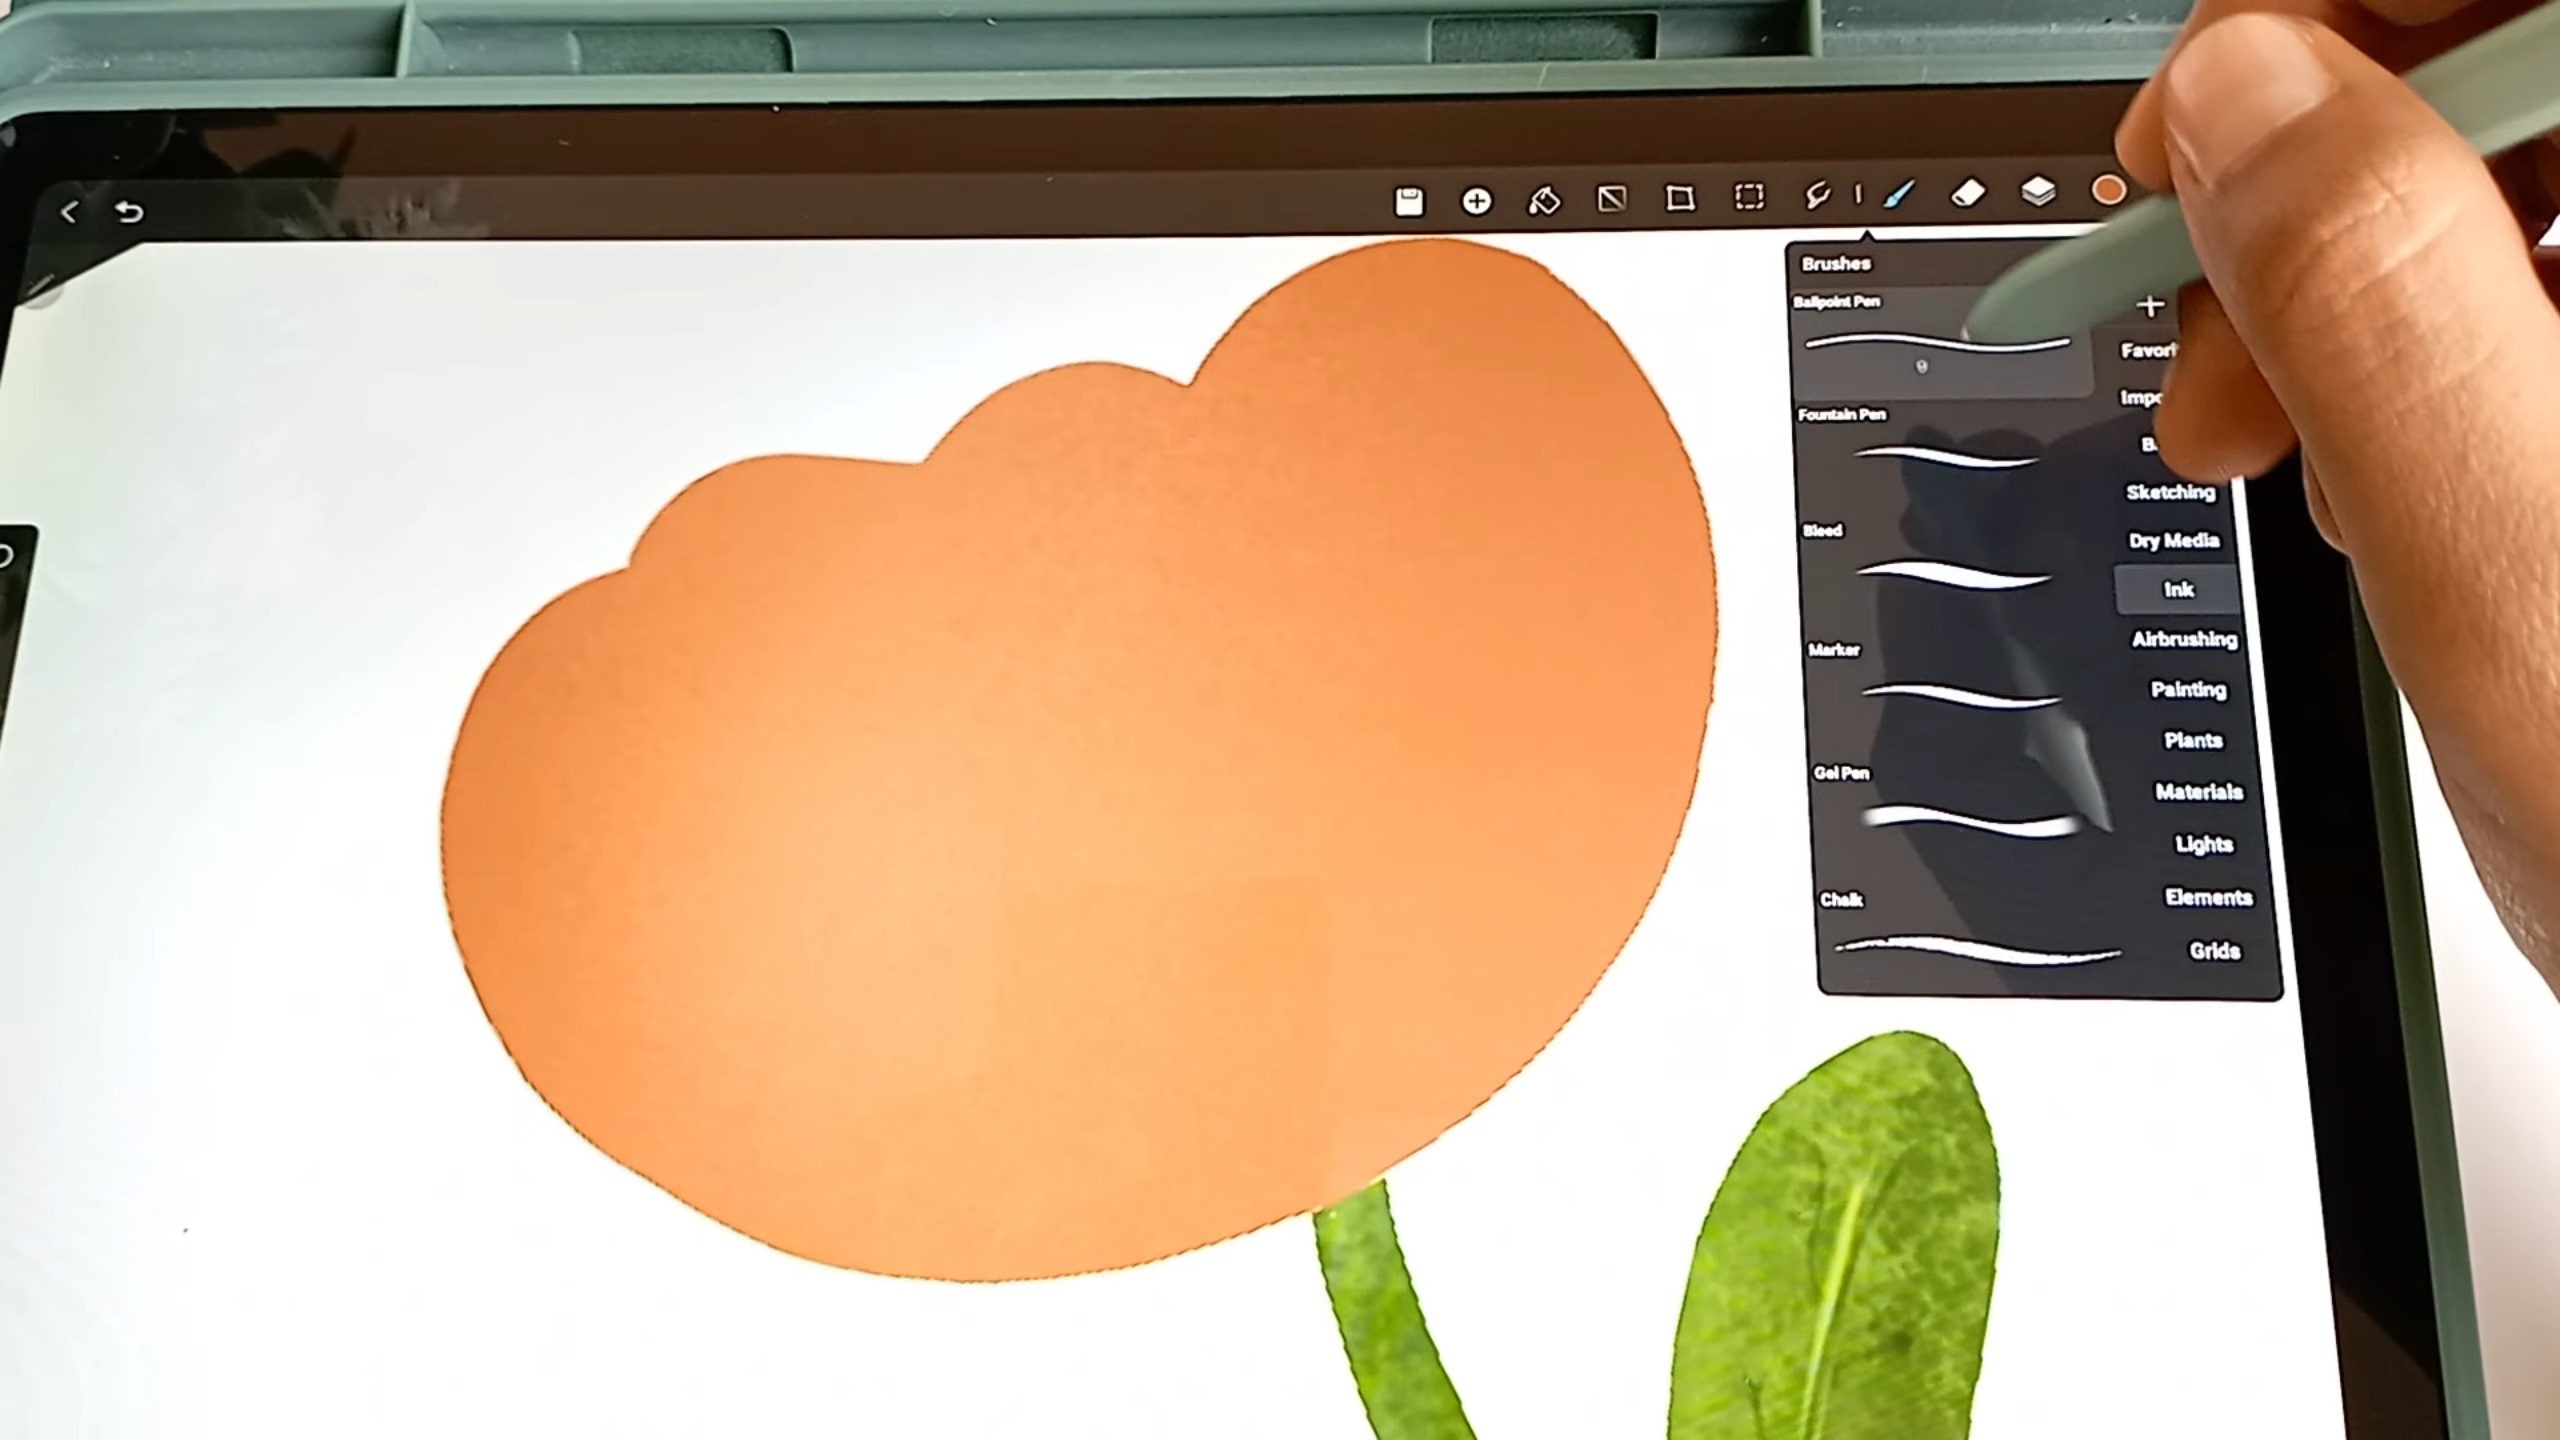 Brushes
Ballpoint Pen
Fountain Pen
Bleed
Marker
Gel Pen
Chalk
Sketching
Dry Media
Ink
Airbrushing
Painting
Plants
Materials
Lights
Elements
Grids